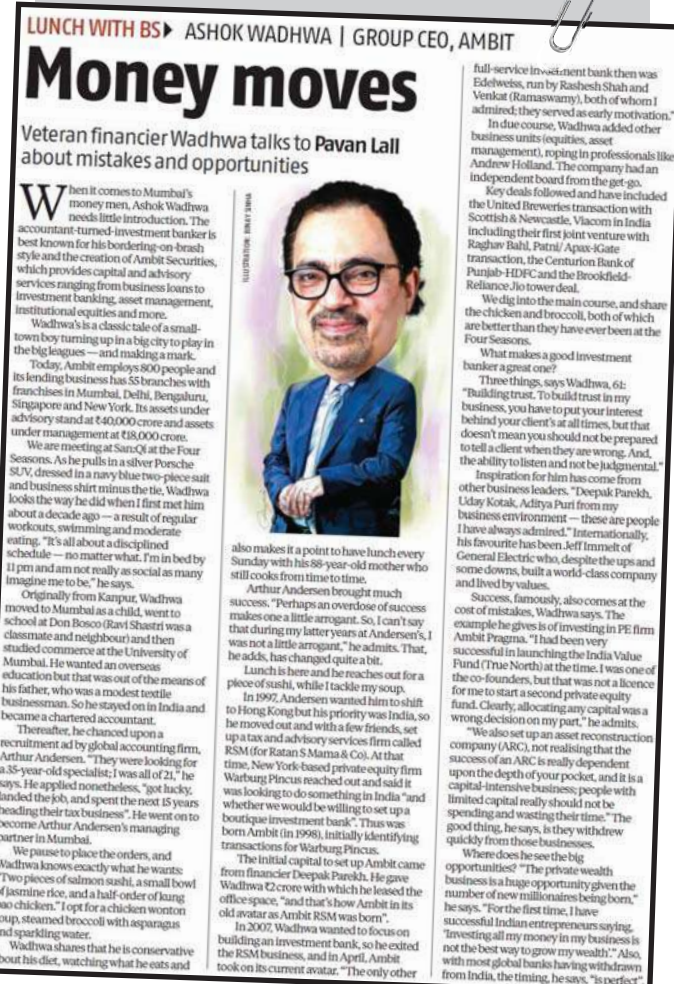 LUNCH WITH BS▶ ASHOK WADHWA | GROUP CEO, AMBIT
Money moves
Veteran financier Wadhwa talks to Pavan Lall
about mistakes and opportunities
When it comes to Mumbai's
money men, Ashok Wadhwa
needs little introduction. The
accountant-turned-investment banker is
best known for his bordering-on-brash
style and the creation of Ambit Securities,
which provides capital and advisory
services ranging from business loans to
investment banking, asset management,
institutional equities and more.
Wadhwa's is a classic tale of a small-
town boy turning up in a big city to play in
the big leagues — and making a mark.
Today, Ambit employs 800 people and
its lending business has 55 branches with
franchises in Mumbai, Delhi, Bengaluru,
Singapore and New York. Its assets under
advisory stand at ₹40,000 crore and assets
under management at ₹18,000 crore.
We are meeting at San:Qi at the Four
Seasons. As he pulls in a silver Porsche
SUV, dressed in a navy blue two-piece suit
and business shirt minus the tie, Wadhwa
looks the way he did when I first met him
about a decade ago — a result of regular
workouts, swimming and moderate
eating. "It's all about a disciplined
schedule — no matter what. I'm in bed by
11 pm and am not really as social as many
imagine me to be," he says.
Originally from Kanpur, Wadhwa
moved to Mumbai as a child, went to
school at Don Bosco (Ravi Shastri was a
classmate and neighbour) and then
studied commerce at the University of
Mumbai. He wanted an overseas
education but that was out of the means of
his father, who was a modest textile
businessman. So he stayed on in India and
became a chartered accountant.
Thereafter, he chanced upon a
recruitment ad by global accounting firm,
Arthur Andersen. "They were looking for
a 35-year-old specialist; I was all of 21," he
says. He applied nonetheless, "got lucky,
landed the job, and spent the next 15 years
heading their tax business". He went on to
become Arthur Andersen's managing
partner in Mumbai.
We pause to place the orders, and
Wadhwa knows exactly what he wants:
"Two pieces of salmon sushi, a small bowl
of jasmine rice, and a half-order of kung
pao chicken." I opt for a chicken wonton
soup, steamed broccoli with asparagus
and sparkling water.
Wadhwa shares that he is conservative
about his diet, watching what he eats and
ILLUSTRATION: BINAY SINHA
also makes it a point to have lunch every
Sunday with his 88-year-old mother who
still cooks from time to time.
Arthur Andersen brought much
success. "Perhaps an overdose of success
makes one a little arrogant. So, I can't say
that during my latter years at Andersen's, I
was not a little arrogant," he admits. That,
he adds, has changed quite a bit.
Lunch is here and he reaches out for a
piece of sushi, while I tackle my soup.
In 1997, Andersen wanted him to shift
to Hong Kong but his priority was India, so
he moved out and with a few friends, set
up a tax and advisory services firm called
RSM (for Ratan S Mama & Co). At that
time, New York-based private equity firm
Warburg Pincus reached out and said it
was looking to do something in India "and
whether we would be willing to set up a
boutique investment bank". Thus was
born Ambit (in 1998), initially identifying
transactions for Warburg Pincus.
The initial capital to set up Ambit came
from financier Deepak Parekh. He gave
Wadhwa ₹2 crore with which he leased the
office space, "and that's how Ambit in its
old avatar as Ambit RSM was born".
In 2007, Wadhwa wanted to focus on
building an investment bank, so he exited
the RSM business, and in April, Ambit
took on its current avatar. "The only other
full-service investment bank then was
Edelweiss, run by Rashesh Shah and
Venkat (Ramaswamy), both of whom I
admired; they served as early motivation."
In due course, Wadhwa added other
business units (equities, asset
management), roping in professionals like
Andrew Holland. The company had an
independent board from the get-go.
Key deals followed and have included
the United Breweries transaction with
Scottish & Newcastle, Viacom in India
including their first joint venture with
Raghav Bahl, Patni/ Apax-iGate
transaction, the Centurion Bank of
Punjab-HDFC and the Brookfield-
Reliance Jio tower deal.
We dig into the main course, and share
the chicken and broccoli, both of which
are better than they have ever been at the
Four Seasons.
What makes a good investment
banker a great one?
Three things, says Wadhwa, 61:
"Building trust. To build trust in my
business, you have to put your interest
behind your client's at all times, but that
doesn't mean you should not be prepared
to tell a client when they are wrong. And,
the ability to listen and not be judgmental."
Inspiration for him has come from
other business leaders. "Deepak Parekh,
Uday Kotak, Aditya Puri from my
business environment — these are people
I have always admired." Internationally,
his favourite has been Jeff Immelt of
General Electric who, despite the ups and
some downs, built a world-class company
and lived by values.
Success, famously, also comes at the
cost of mistakes, Wadhwa says. The
example he gives is of investing in PE firm
Ambit Pragma. "I had been very
successful in launching the India Value
Fund (True North) at the time. I was one of
the co-founders, but that was not a licence
for me to start a second private equity
fund. Clearly, allocating any capital was a
wrong decision on my part," he admits.
"We also set up an asset reconstruction
company (ARC), not realising that the
success of an ARC is really dependent
upon the depth of your pocket, and it is a
capital-intensive business; people with
limited capital really should not be
spending and wasting their time." The
good thing, he says, is they withdrew
quickly from those businesses.
Where does he see the big
opportunities? "The private wealth
business is a huge opportunity given the
number of new millionaires being born,"
he says. "For the first time, I have
successful Indian entrepreneurs saying,
'Investing all my money in my business is
not the best way to grow my wealth'." Also,
with most global banks having withdrawn
from India, the timing, he says, "is perfect".